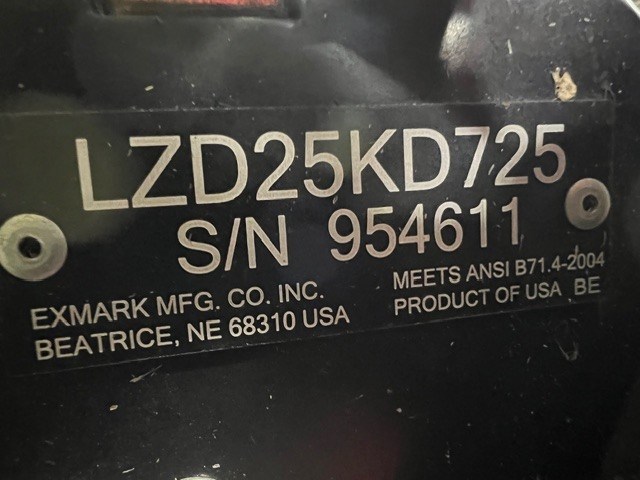 LZD25KD725
S/N 954611
EXMARK MFG. CO. INC.
BEATRICE, NE 68310 USA
MEETS ANSI B71.4-2004
PRODUCT OF USA BE